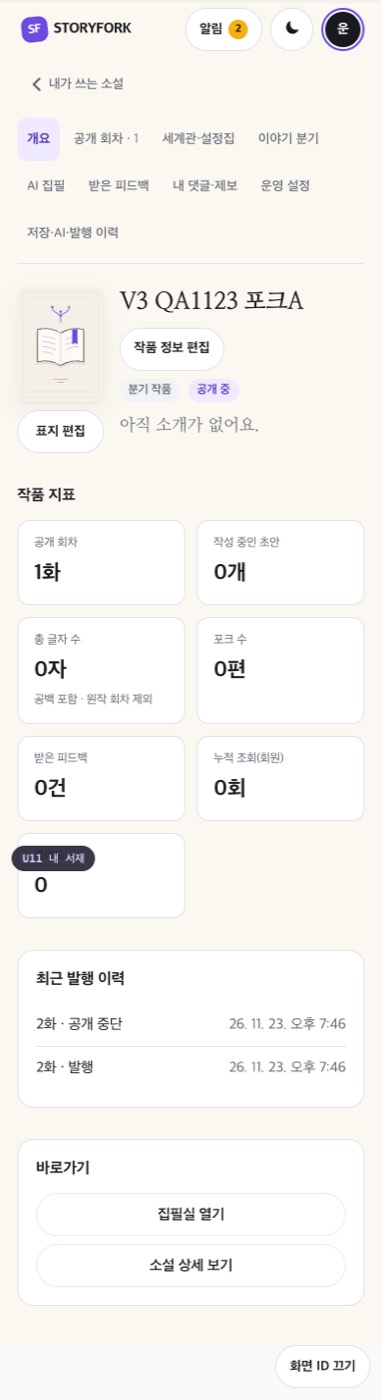 SF STORYFORK
알림 2
운
내가 쓰는 소설
개요 공개 회차 · 1 세계관·설정집 이야기 분기
AI 집필 받은 피드백 내 댓글·제보 운영 설정
저장·AI·발행 이력
V3 QA1123 포크A
작품 정보 편집
분기 작품 공개 중
표지 편집
아직 소개가 없어요.
작품 지표
공개 회차
1화
작성 중인 초안
0개
총 글자 수
0자
공백 포함 · 원작 회차 제외
포크 수
0편
받은 피드백
0건
누적 조회(회원)
0회
U11 내 서재
0
최근 발행 이력
2화 · 공개 중단 26. 11. 23. 오후 7:46
2화 · 발행 26. 11. 23. 오후 7:46
바로가기
집필실 열기
소설 상세 보기
화면 ID 끄기